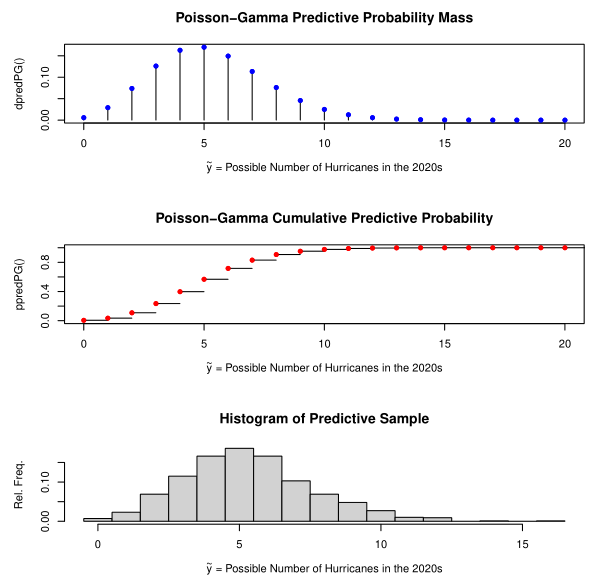 Poisson−Gamma Predictive Probability Mass
dpredPG()
0.10
0.00
0 5 10 15 20
ỹ = Possible Number of Hurricanes in the 2020s
Poisson−Gamma Cumulative Predictive Probability
ppredPG()
0.8
0.4
0.0
0 5 10 15 20
ỹ = Possible Number of Hurricanes in the 2020s
Histogram of Predictive Sample
Rel. Freq.
0.10
0.00
0 5 10 15
ỹ = Possible Number of Hurricanes in the 2020s